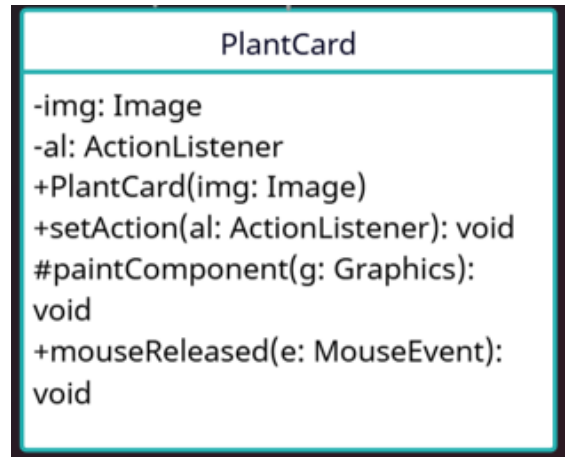 PlantCard
-img: Image
-al: ActionListener
+PlantCard(img: Image)
+setAction(al: ActionListener): void
#paintComponent(g: Graphics):
void
+mouseReleased(e: MouseEvent):
void